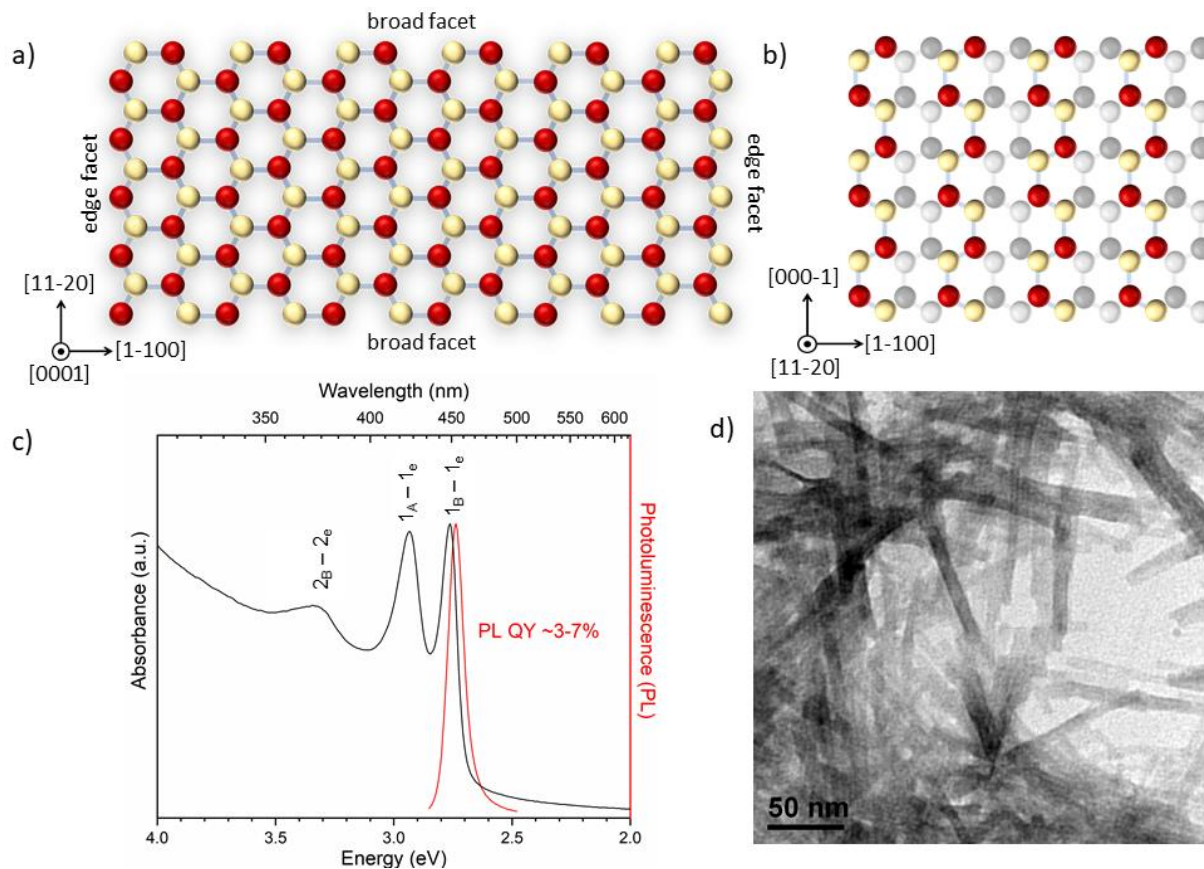 a)
broad facet
edge facet
edge facet
broad facet
[11-20]
[1-100]
[0001]
b)
[000-1]
[1-100]
[11-20]
c)
Wavelength (nm)
350 400 450 500 550 600
Absorbance (a.u.)
2B – 2e
1A – 1e
1B – 1e
PL QY ~3-7%
Photoluminescence (PL)
4.0 3.5 3.0 2.5 2.0
Energy (eV)
d)
50 nm